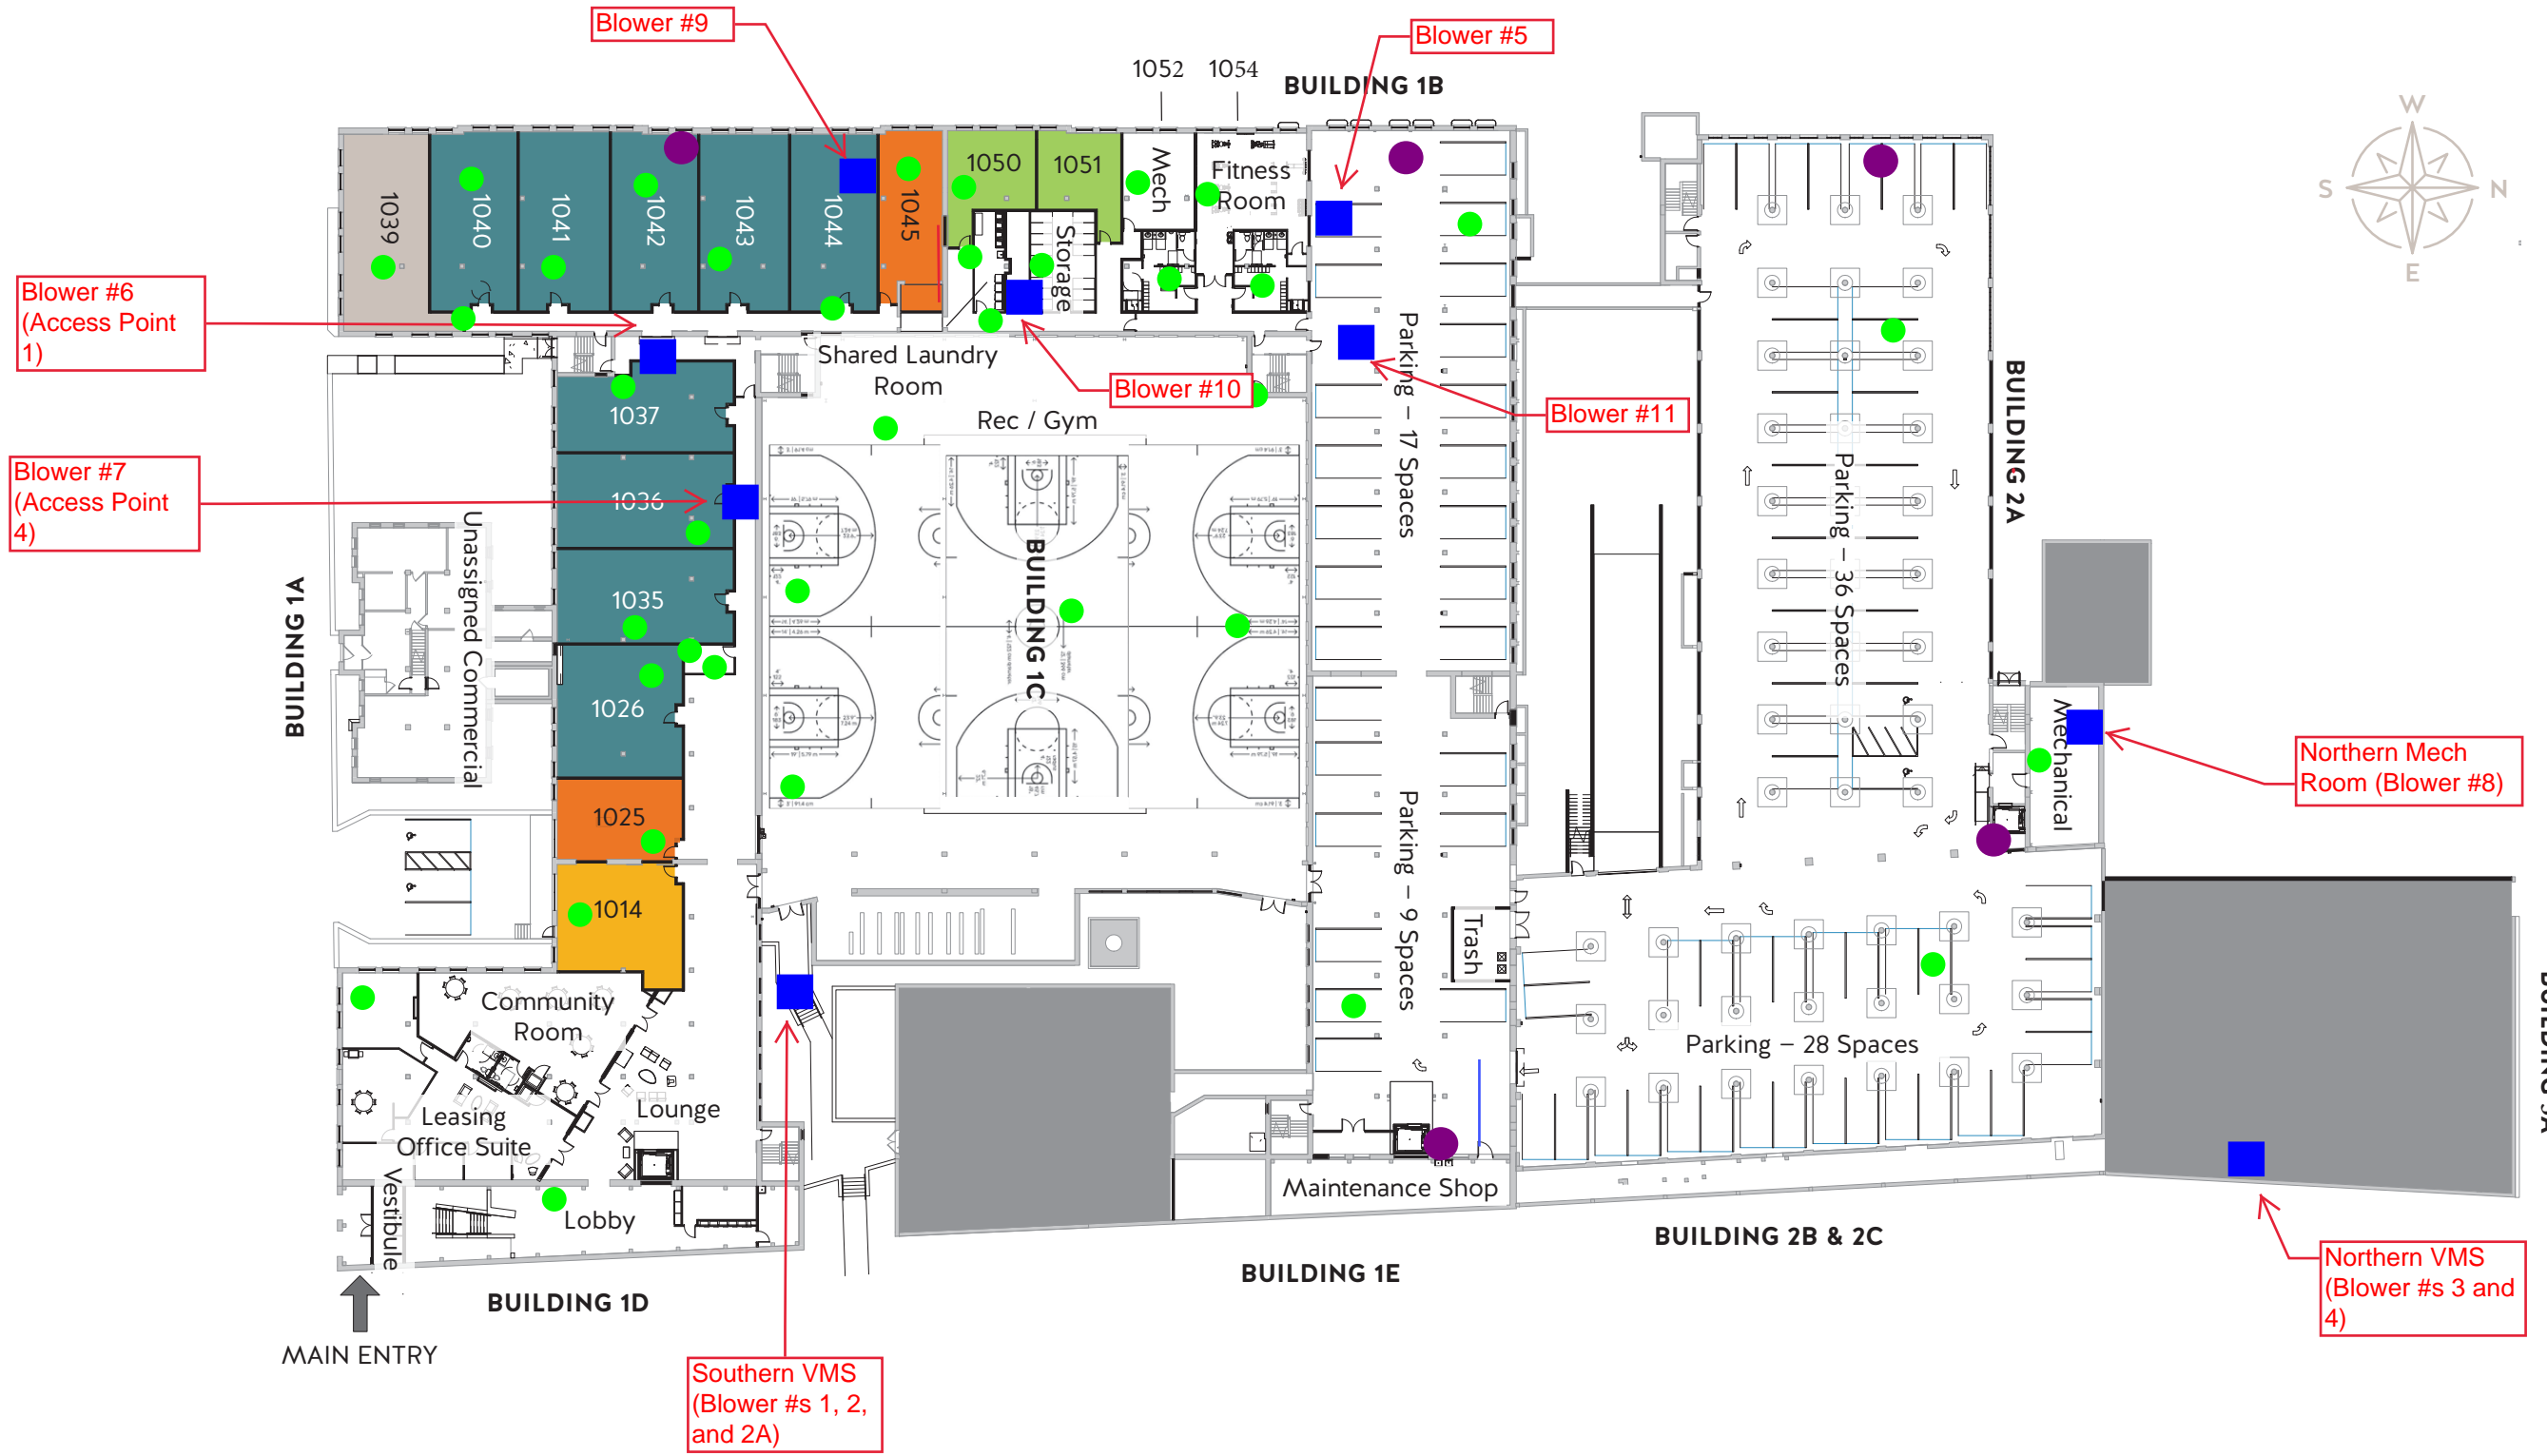 Blower #9
Blower #5
1052
1054
BUILDING 1B
W
S
N
E
1039
1040
1041
1042
1043
1044
1045
1050
1051
Mech
Fitness
Room
Storage
Blower #6
(Access Point
1)
Shared Laundry
Room
Blower #10
Blower #11
Rec / Gym
Parking – 17 Spaces
1037
Blower #7
(Access Point
4)
1036
1035
1026
1025
1014
BUILDING 1A
Unassigned Commercial
BUILDING 1C
Parking – 36 Spaces
BUILDING 2A
Mechanical
Northern Mech
Room (Blower #8)
Parking – 9 Spaces
Trash
Community
Room
Leasing
Office Suite
Lounge
Vestibule
Lobby
Parking – 28 Spaces
Maintenance Shop
BUILDING 2B & 2C
BUILDING 1E
BUILDING 1D
MAIN ENTRY
Southern VMS
(Blower #s 1, 2,
and 2A)
Northern VMS
(Blower #s 3 and
4)